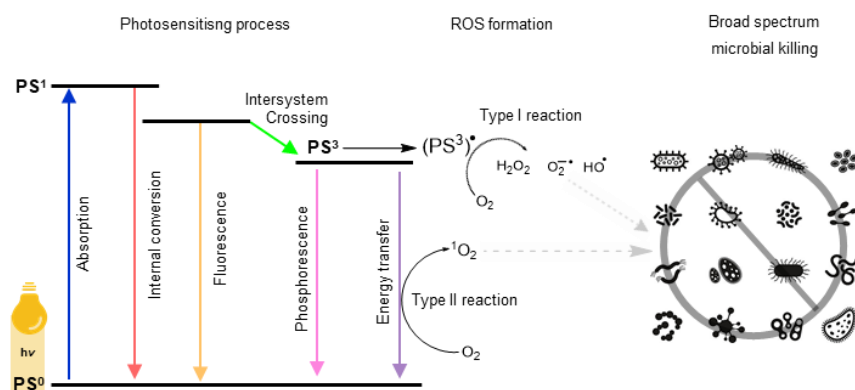 Photosensitisng process
ROS formation
Broad spectrum
microbial killing
PS¹
Intersystem
Crossing
PS³
(PS³)•
Type I reaction
H₂O₂
O₂⁻•
HO•
O₂
Absorption
Internal conversion
Fluorescence
Phosphorescence
Energy transfer
¹O₂
Type II reaction
O₂
hν
PS⁰